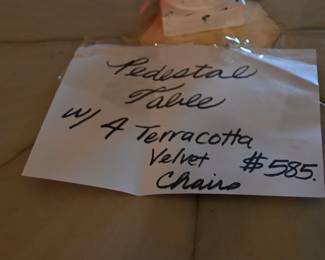 Pedestal
Table
w/ 4 Terracotta
Velvet $585.
Chairs